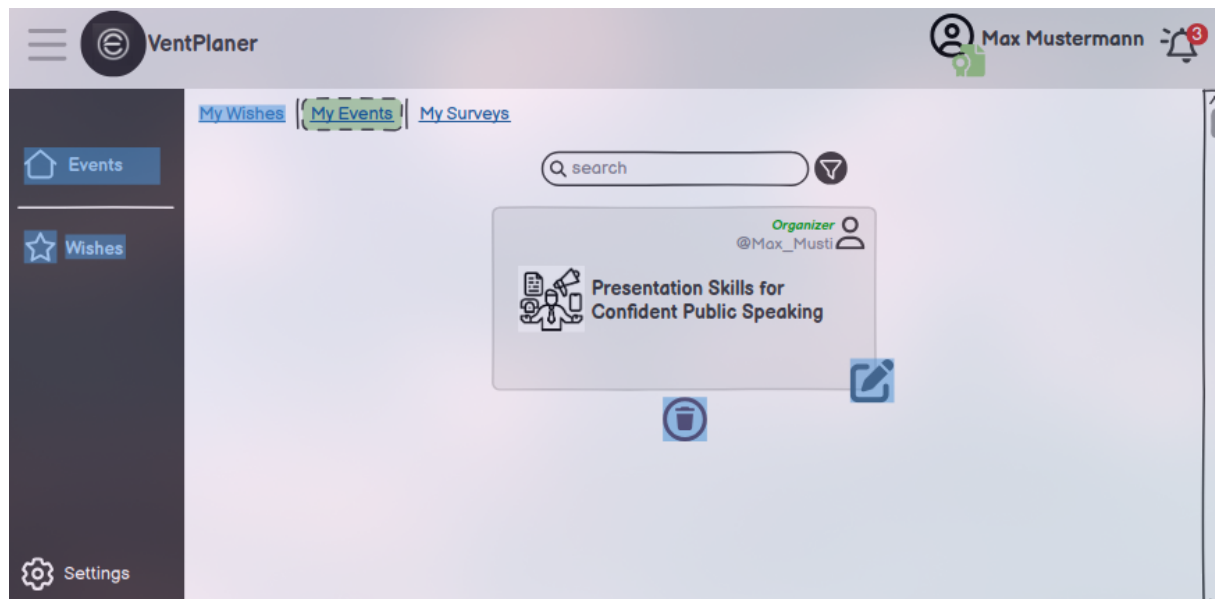 e VentPlaner
Max Mustermann
3
My Wishes My Events My Surveys
Events
search
Organizer
@Max_Musti
Wishes
Presentation Skills for
Confident Public Speaking
Settings